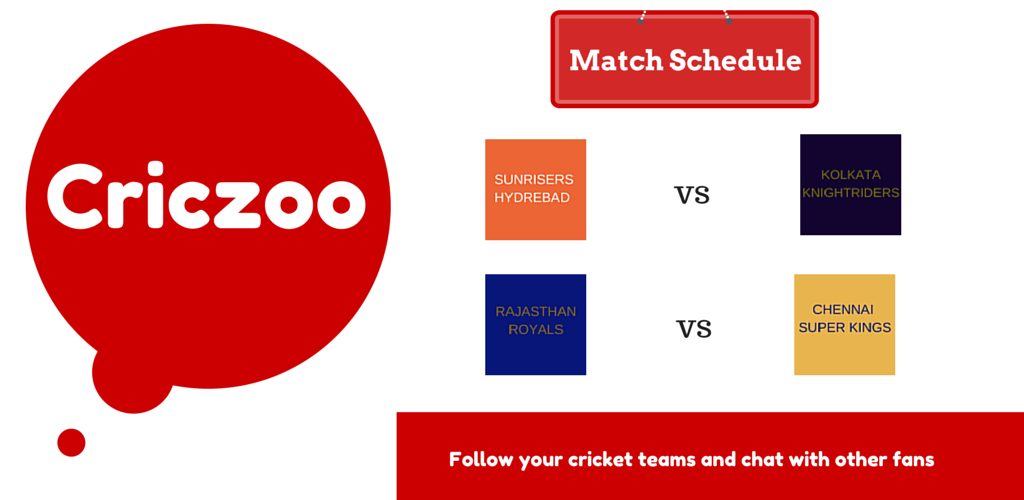 Criczoo
Match Schedule
SUNRISERS
HYDREBAD
VS
KOLKATA
KNIGHTRIDERS
RAJASTHAN
ROYALS
VS
CHENNAI
SUPER KINGS
Follow your cricket teams and chat with other fans